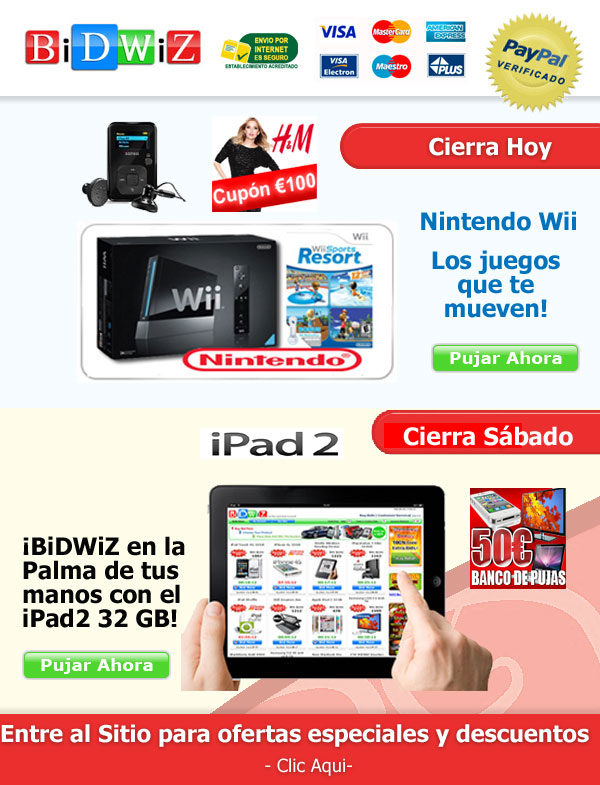 BiDWiZ
ENVIO POR
INTERNET
ES SEGURO
ESTABLECIMIENTO ACREDITADO
VISA
MasterCard
AMERICAN
EXPRESS
VISA
Electron
Maestro
PLUS
PayPal
VERIFICADO
H&M
Cupón €100
Cierra Hoy
Nintendo Wii
Los juegos
que te
mueven!
Pujar Ahora
Wii
Wii
Wii
Wii Sports
Resort
Nintendo
Cierra Sábado
iPad 2
BiDWiZ
¡BiDWiZ en la
Palma de tus
manos con el
iPad2 32 GB!
Pujar Ahora
50€
BANCO DE PUJAS
Entre al Sitio para ofertas especiales y descuentos
- Clic Aqui-